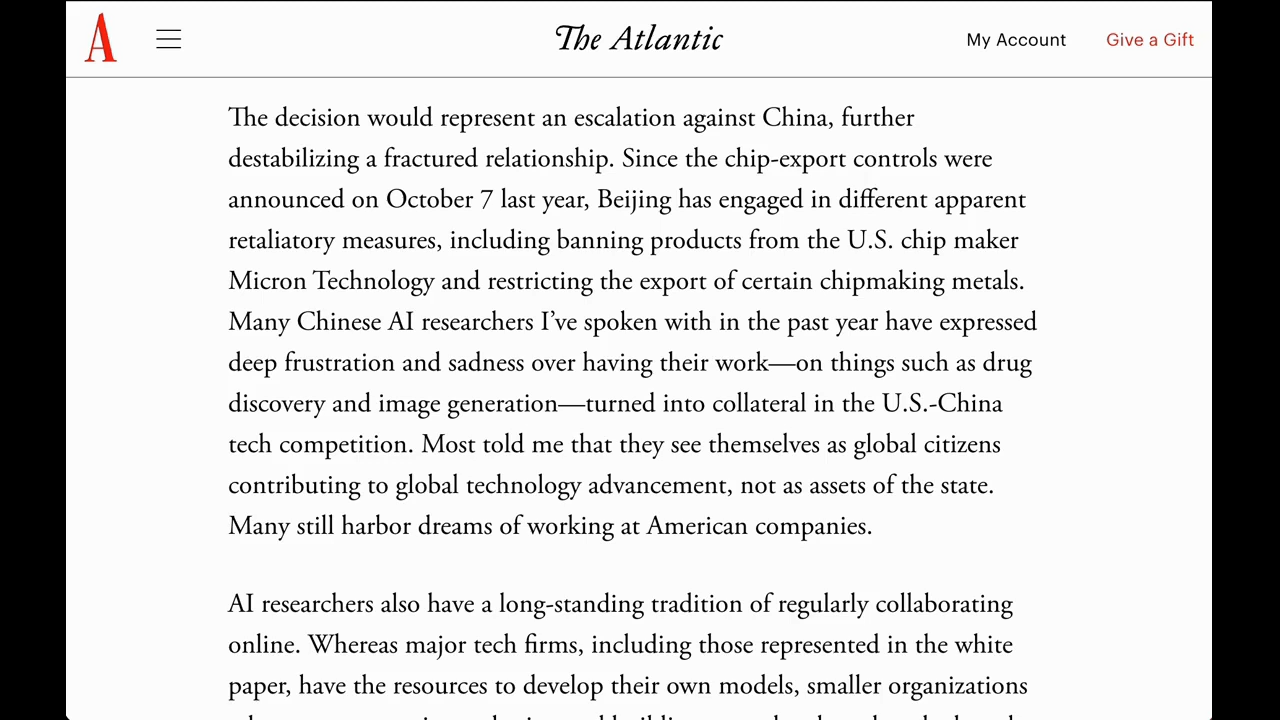 A
The Atlantic
My Account
Give a Gift
The decision would represent an escalation against China, further
destabilizing a fractured relationship. Since the chip-export controls were
announced on October 7 last year, Beijing has engaged in different apparent
retaliatory measures, including banning products from the U.S. chip maker
Micron Technology and restricting the export of certain chipmaking metals.
Many Chinese AI researchers I’ve spoken with in the past year have expressed
deep frustration and sadness over having their work—on things such as drug
discovery and image generation—turned into collateral in the U.S.-China
tech competition. Most told me that they see themselves as global citizens
contributing to global technology advancement, not as assets of the state.
Many still harbor dreams of working at American companies.
AI researchers also have a long-standing tradition of regularly collaborating
online. Whereas major tech firms, including those represented in the white
paper, have the resources to develop their own models, smaller organizations